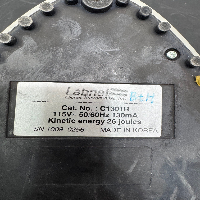 Labnet
Cat. No. : C1301B
115V~ 50/60Hz 130mA
Kinetic energy 26 joules
MADE IN KOREA